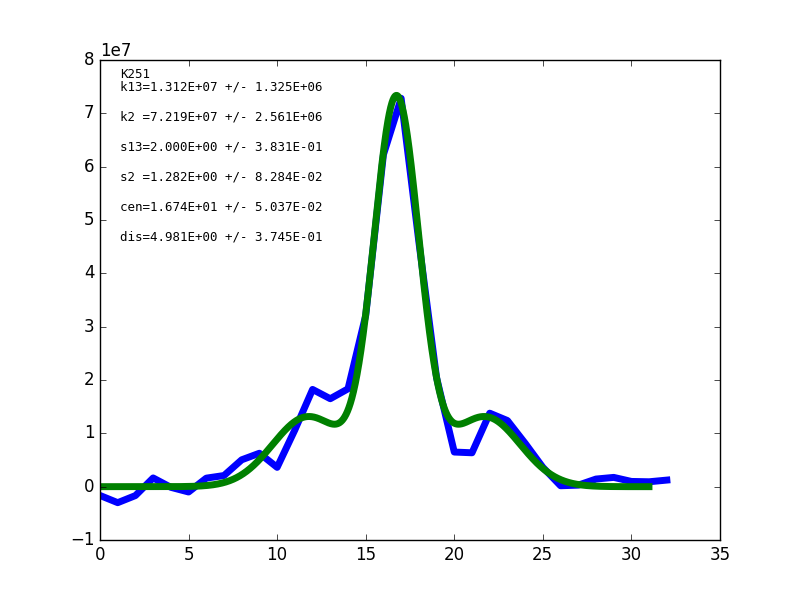 1e7
K251
k13=1.312E+07 +/- 1.325E+06
k2 =7.219E+07 +/- 2.561E+06
s13=2.000E+00 +/- 3.831E-01
s2 =1.282E+00 +/- 8.284E-02
cen=1.674E+01 +/- 5.037E-02
dis=4.981E+00 +/- 3.745E-01
8
7
6
5
4
3
2
1
0
−1
0 5 10 15 20 25 30 35